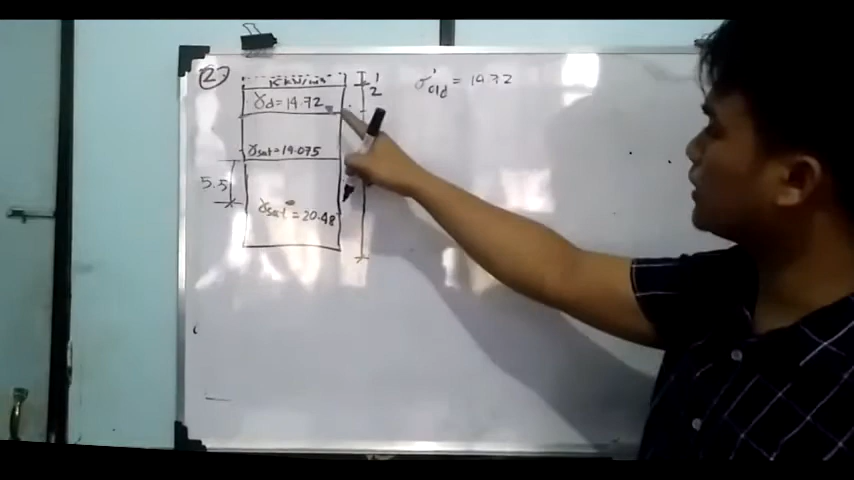 2
1
σ'old = 14.72
γd = 14.72
2
γsat = 19.075
5.5
γsat = 20.48